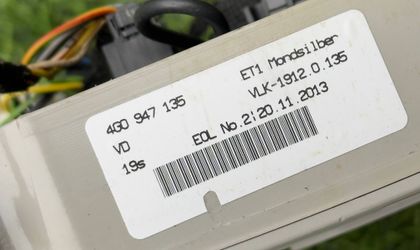 4G0 947 135 ET1 Mondsilber
VD VLK-1912.0.135
19s EOL No.2;20.11.2013